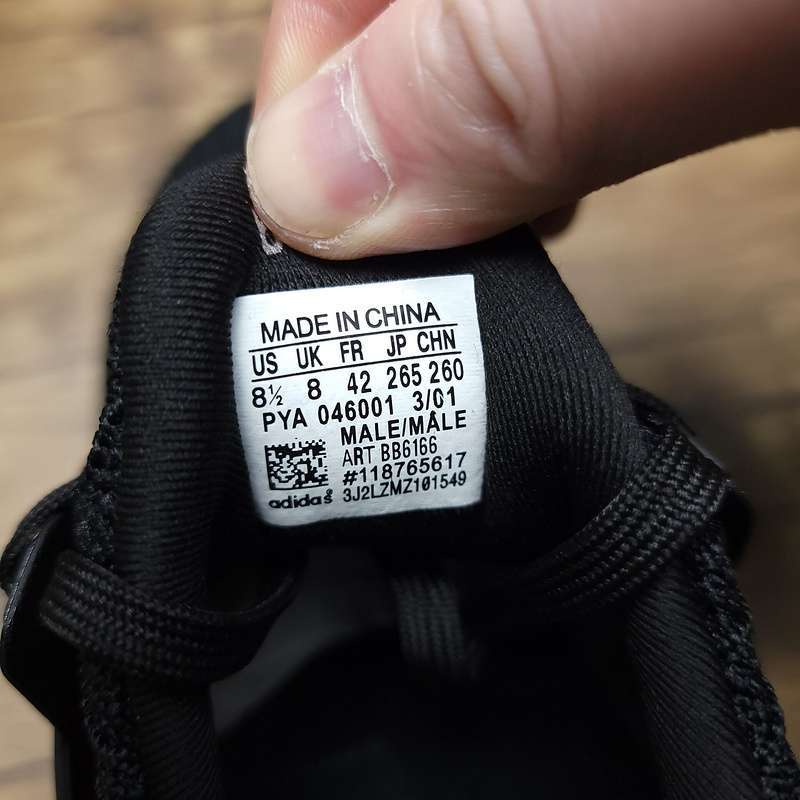 MADE IN CHINA
US UK FR JP CHN
8½ 8 42 265 260
PYA 046001 3/01
MALE/MÂLE
ART BB6166
#118765617
adidas 3J2LZMZ101549